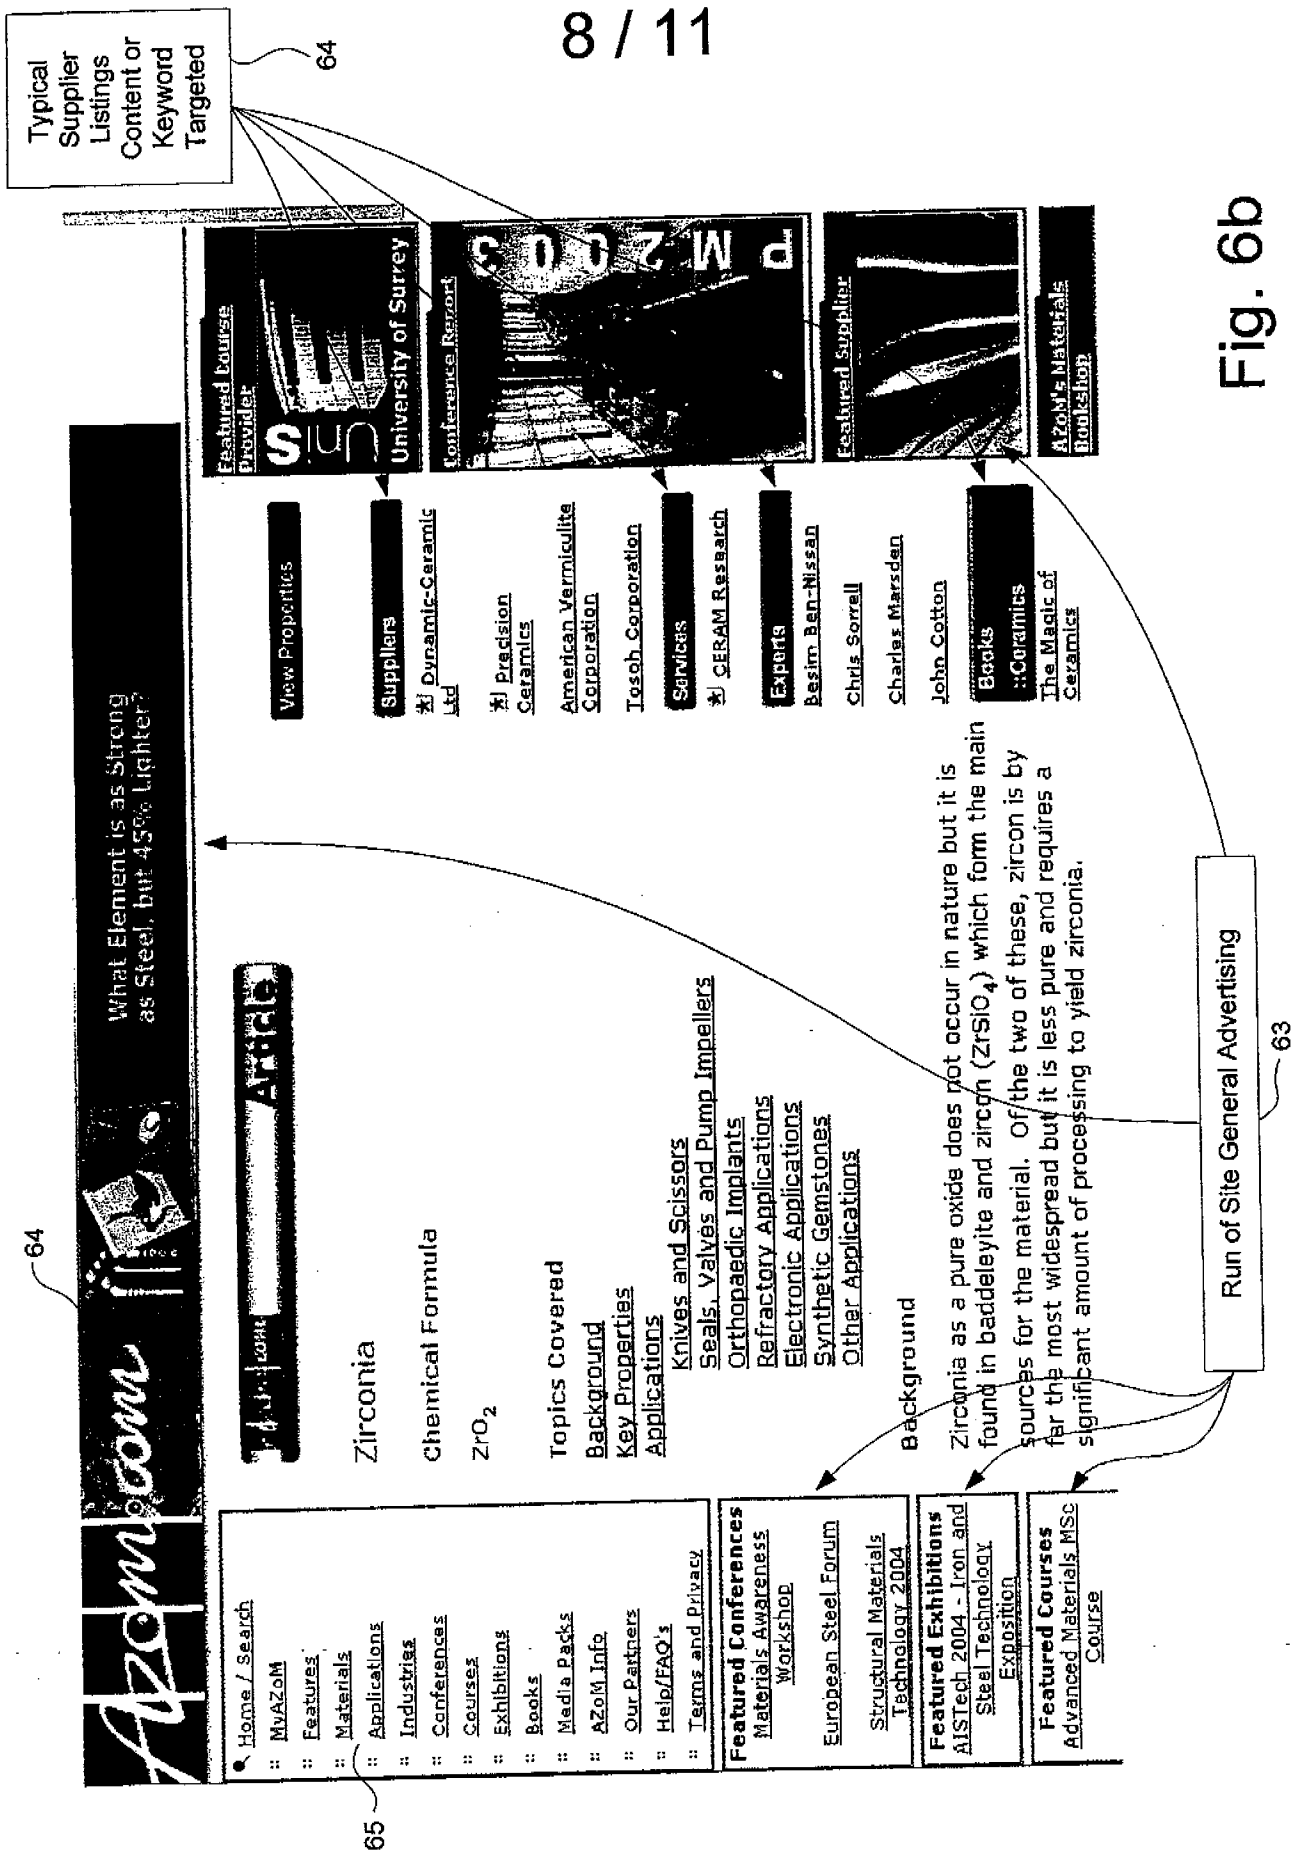 8 / 11
64
Typical
Supplier
Listings
Content or
Keyword
Targeted
64
Azom.com
What Element is as Strong
as Steel, but 45% Lighter?
Home / Search
:: MyAZoM
:: Features
:: Materials
:: Applications
:: Industries
:: Conferences
:: Courses
:: Exhibitions
:: Books
:: Media Packs
:: AZoM Info
:: Our Partners
:: Help/FAQ's
:: Terms and Privacy
65
Featured Conferences
Materials Awareness
Workshop
European Steel Forum
Structural Materials
Technology 2004
Featured Exhibitions
AISTech 2004 - Iron and
Steel Technology
Exposition
Featured Courses
Advanced Materials MSc
Course
Article
Zirconia
Chemical Formula
ZrO2
Topics Covered
Background
Key Properties
Applications
Knives and Scissors
Seals, Valves and Pump Impellers
Orthopaedic Implants
Refractory Applications
Electronic Applications
Synthetic Gemstones
Other Applications
Background
Zirconia as a pure oxide does not occur in nature but it is
found in baddeleyite and zircon (ZrSiO4) which form the main
sources for the material. Of the two of these, zircon is by
far the most widespread but it is less pure and requires a
significant amount of processing to yield zirconia.
View Properties
Suppliers
Dynamic-Ceramic
Ltd
Precision
Ceramics
American Vermiculite
Corporation
Tosoh Corporation
Services
CERAM Research
Experts
Besim Ben-Nissan
Chris Sorrell
Charles Marsden
John Cotton
Books
::Ceramics
The Magic of
Ceramics
Featured Course
Provider
UniS
University of Surrey
Conference Report
PM2003
Featured Supplier
AZoM's Materials
Bookshop
Run of Site General Advertising
63
Fig. 6b